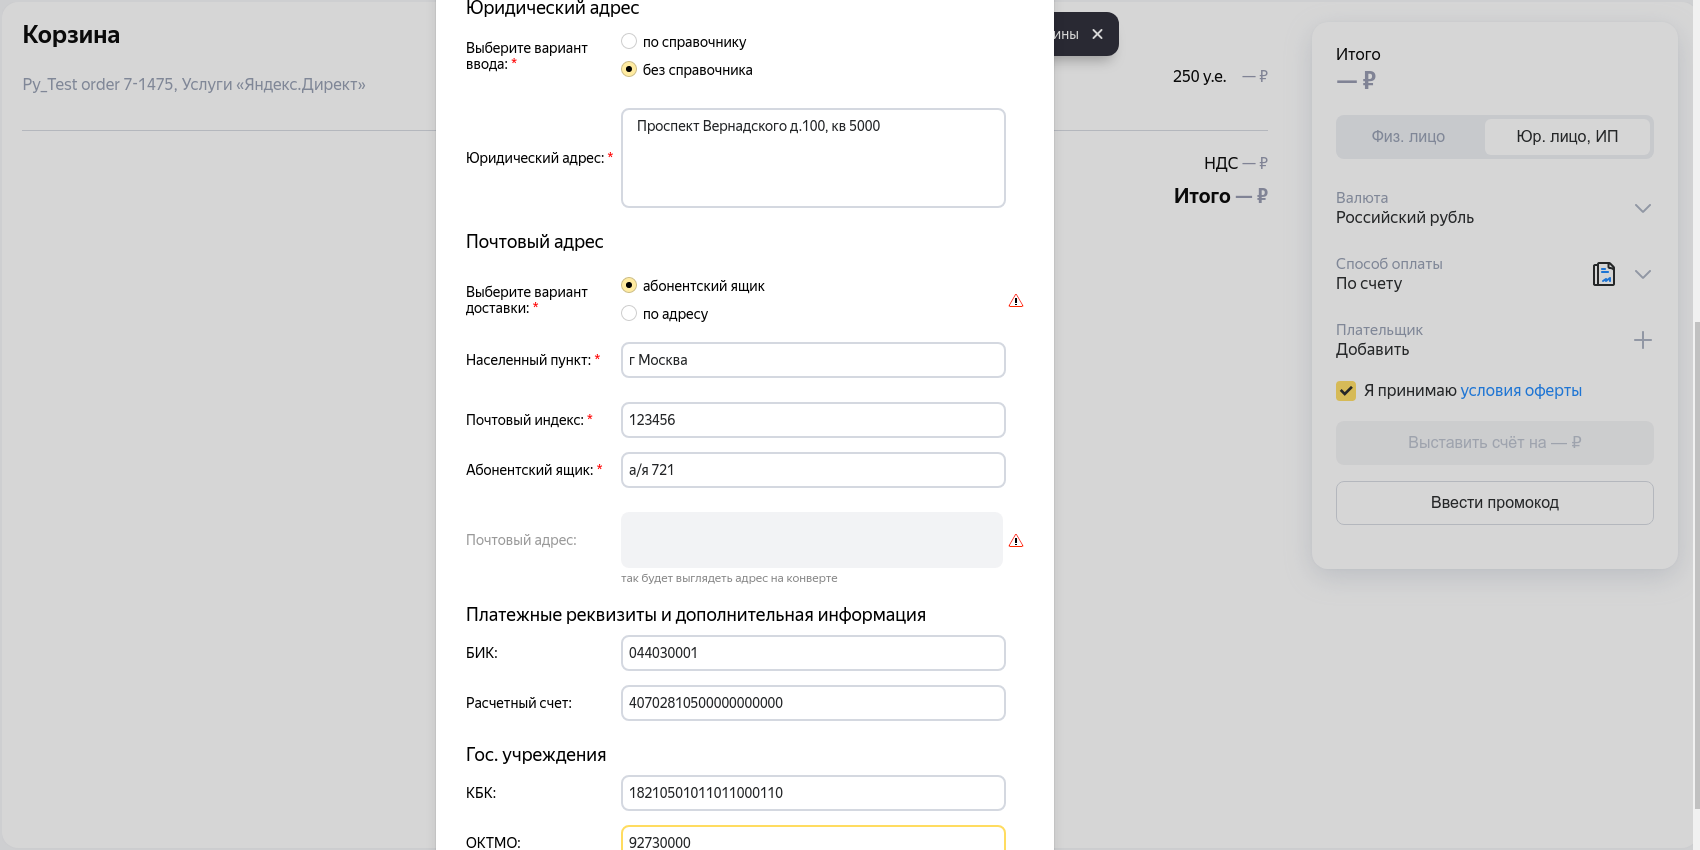 Корзина
Py_Test order 7-1475, Услуги «Яндекс.Директ»
Юридический адрес
Выберите вариант
ввода: *
по справочнику
без справочника
Юридический адрес: *
Проспект Вернадского д.100, кв 5000
Почтовый адрес
Выберите вариант
доставки: *
абонентский ящик
по адресу
Населенный пункт: *
г Москва
Почтовый индекс: *
123456
Абонентский ящик: *
а/я 721
Почтовый адрес:
так будет выглядеть адрес на конверте
Платежные реквизиты и дополнительная информация
БИК:
044030001
Расчетный счет:
40702810500000000000
Гос. учреждения
КБК:
18210501011011000110
ОКТМО:
92730000
250 у.е. — ₽
НДС — ₽
Итого — ₽
Итого
— ₽
Физ. лицо
Юр. лицо, ИП
Валюта
Российский рубль
Способ оплаты
По счету
Плательщик
Добавить
Я принимаю условия оферты
Выставить счёт на — ₽
Ввести промокод